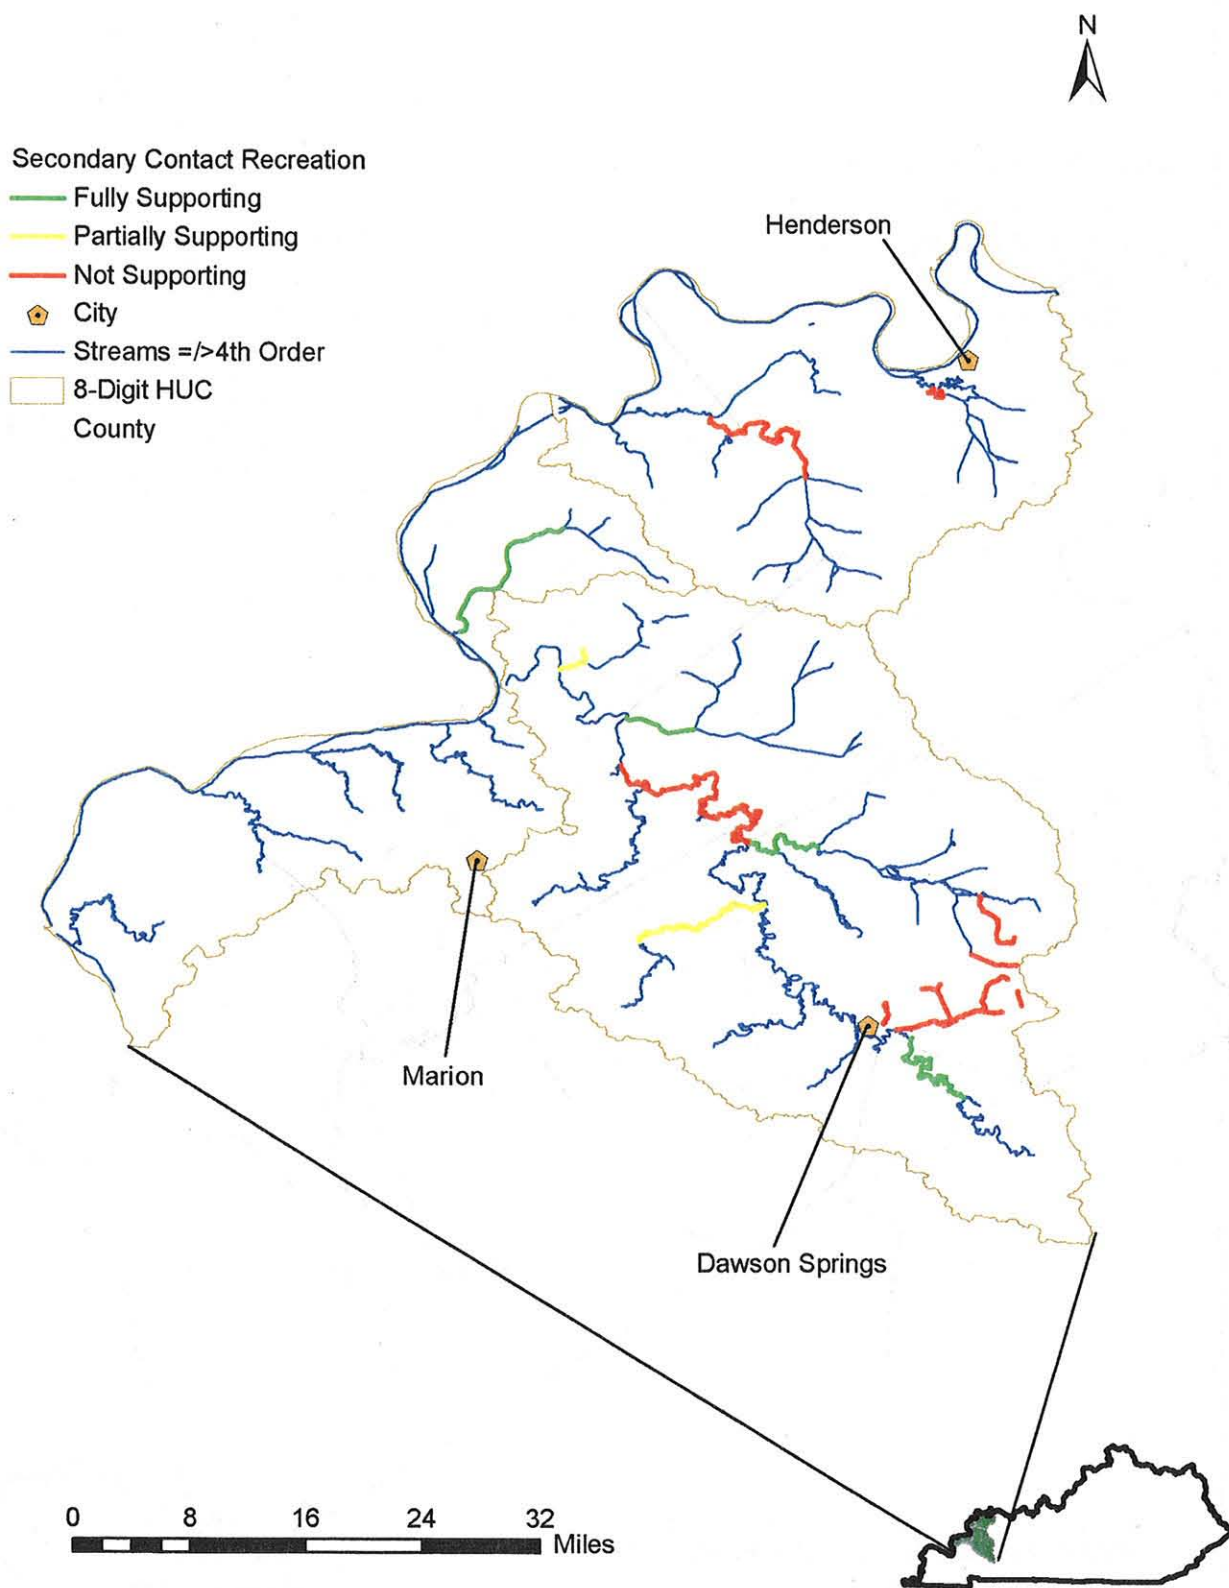 N
Secondary Contact Recreation
Fully Supporting
Partially Supporting
Not Supporting
City
Streams =/>4th Order
8-Digit HUC
County
Henderson
Marion
Dawson Springs
0 8 16 24 32
Miles